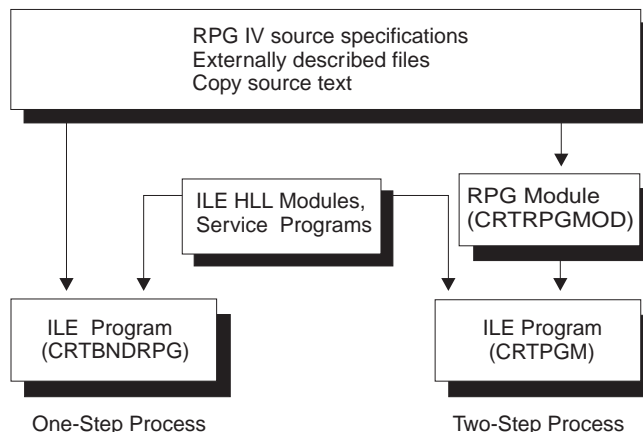 RPG IV source specifications
Externally described files
Copy source text
ILE HLL Modules,
Service Programs
RPG Module
(CRTRPGMOD)
ILE Program
(CRTBNDRPG)
ILE Program
(CRTPGM)
One-Step Process
Two-Step Process